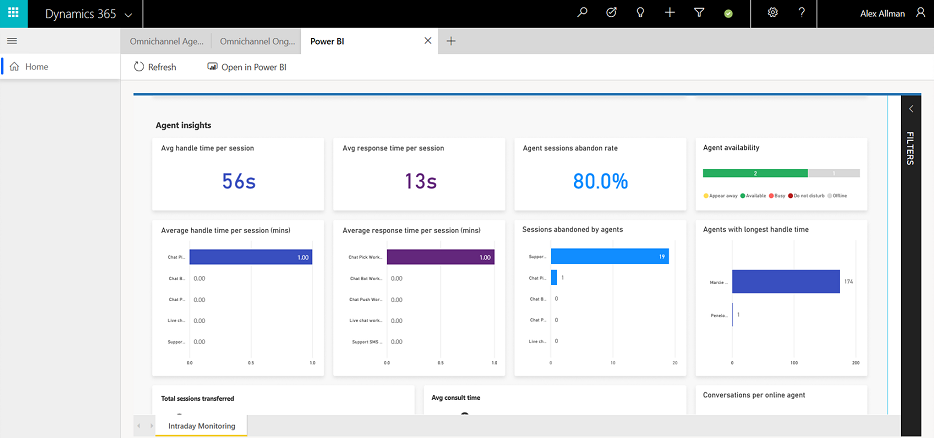 Dynamics 365
Alex Allman
Omnichannel Age...
Omnichannel Ong...
Power BI
Home
Refresh
Open in Power BI
Agent insights
Avg handle time per session
56s
Avg response time per session
13s
Agent sessions abandon rate
80.0%
Agent availability
2
1
Appear away
Available
Busy
Do not disturb
Offline
FILTERS
Average handle time per session (mins)
Chat Pi...
1.00
Chat B...
0.00
Chat P...
0.00
Live ch...
0.00
Suppor...
0.00
0.0
0.5
1.0
Average response time per session (mins)
Chat Pick Work...
1.00
Chat Bot Work...
0.00
Chat Push Wor...
0.00
Live chat work...
0.00
Support SMS ...
0.00
0.0
0.5
1.0
Sessions abandoned by agents
Suppor...
19
Chat Pi...
1
Chat B...
0
Chat P...
0
Live ch...
0
0
10
20
Agents with longest handle time
Marcie ...
174
Penelo...
1
0
100
200
Total sessions transferred
Avg consult time
Conversations per online agent
Intraday Monitoring